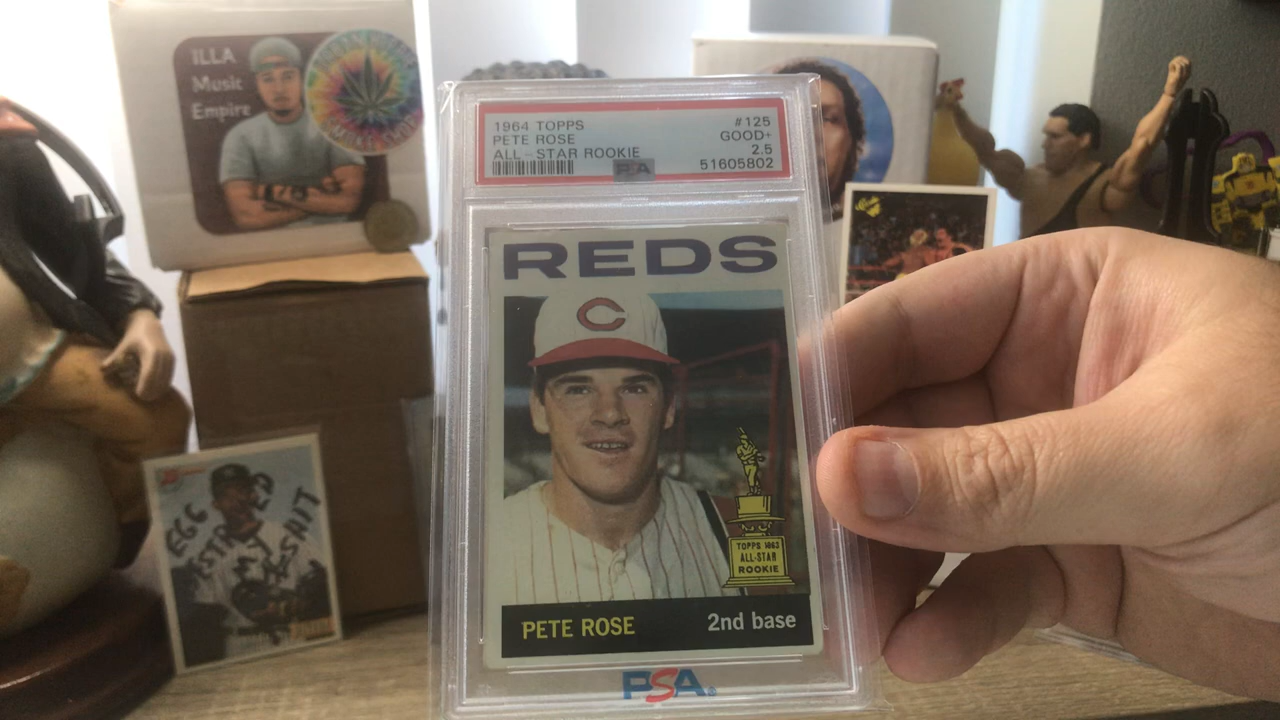 ILLA
Music
Empire
1964 TOPPS #125
PETE ROSE GOOD+
ALL-STAR ROOKIE 2.5
PSA 51605802
REDS
C
TOPPS 1963
ALL-STAR
ROOKIE
PETE ROSE 2nd base
PSA
EGG